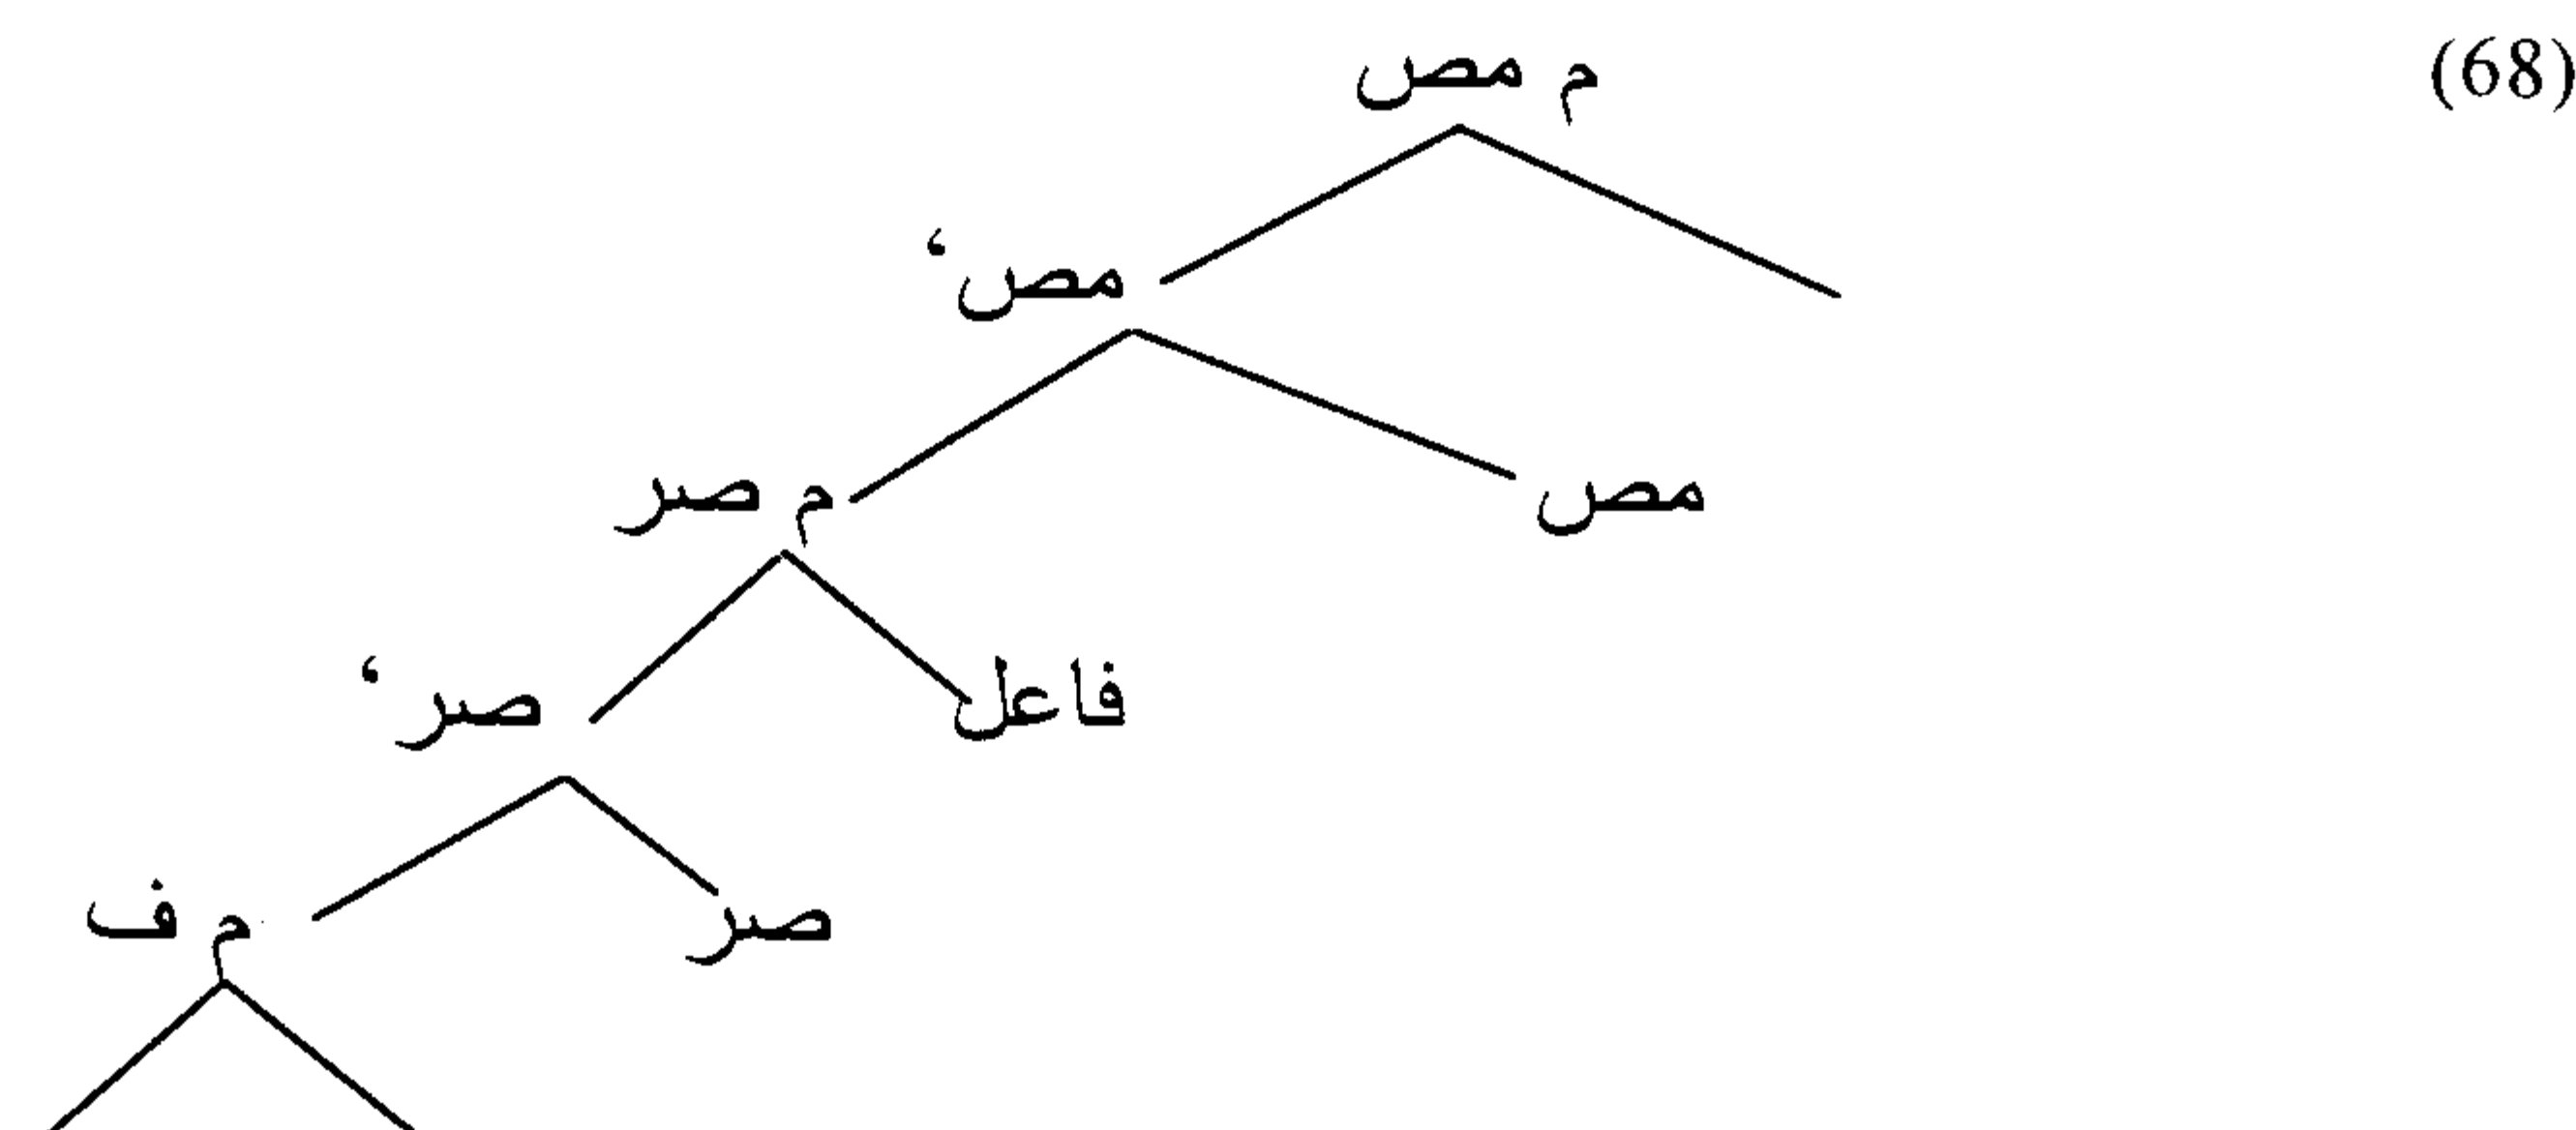 (68) م مص
مص‘
مص م صر
فاعل صر‘
صر م ف